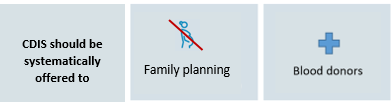 CDIS should be
systematically
offered to
Family planning
Blood donors